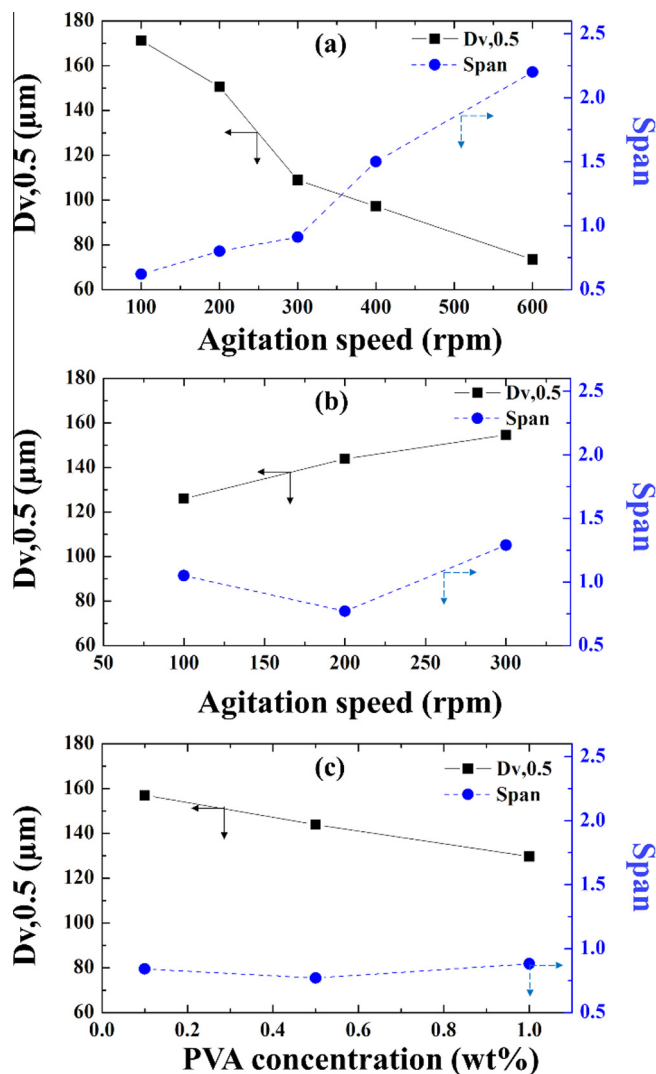 (a)
Dv,0.5
Span
180
160
140
120
100
80
60
2.5
2.0
1.5
1.0
0.5
Dv,0.5 (μm)
Span
100 200 300 400 500 600
Agitation speed (rpm)
(b)
Dv,0.5
Span
180
160
140
120
100
80
60
2.5
2.0
1.5
1.0
0.5
Dv,0.5 (μm)
Span
50 100 150 200 250 300
Agitation speed (rpm)
(c)
Dv,0.5
Span
180
160
140
120
100
80
60
2.5
2.0
1.5
1.0
0.5
Dv,0.5 (μm)
Span
0.0 0.2 0.4 0.6 0.8 1.0
PVA concentration (wt%)